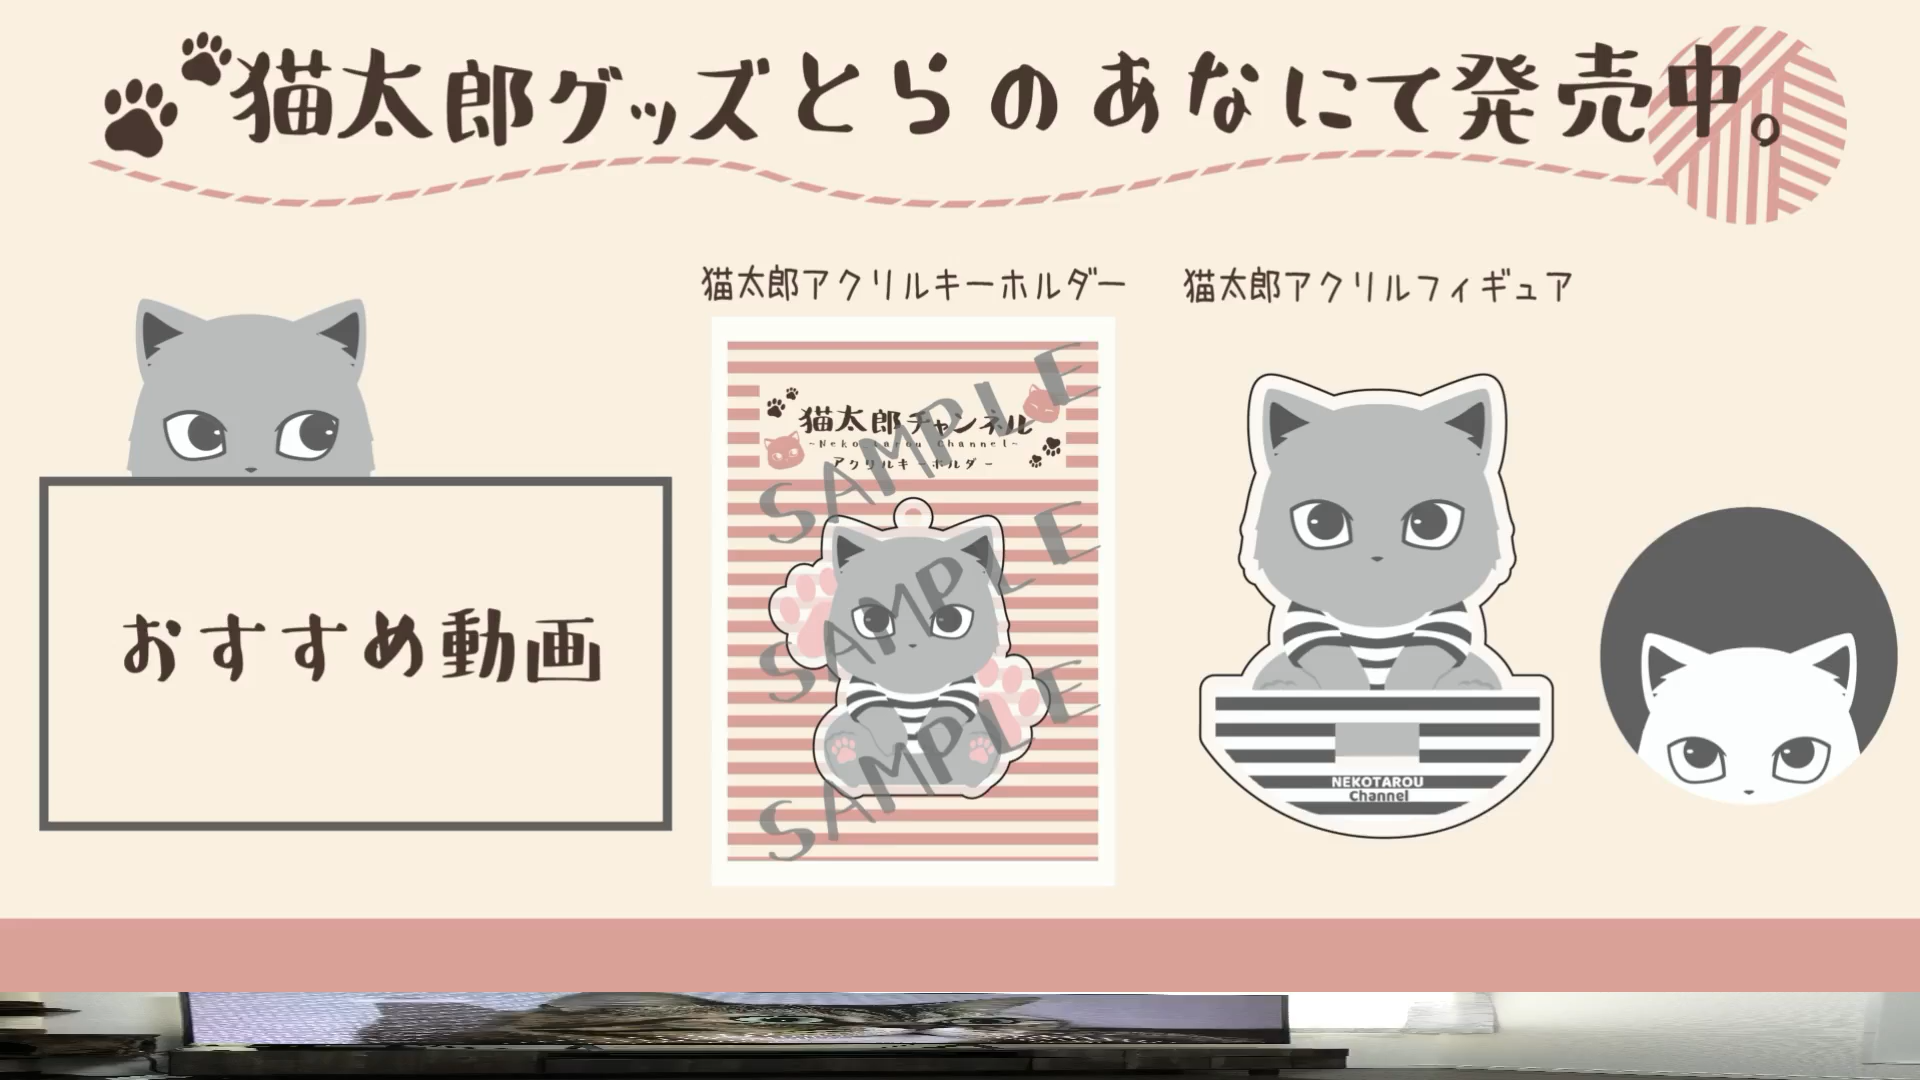 猫太郎グッズとらのあなにて発売中。
猫太郎アクリルキーホルダー
猫太郎アクリルフィギュア
猫太郎チャンネル
~Neko tarou Channel~
アクリルキーホルダー
SAMPLE
SAMPLE
SAMPLE
おすすめ動画
NEKOTAROU
Channel